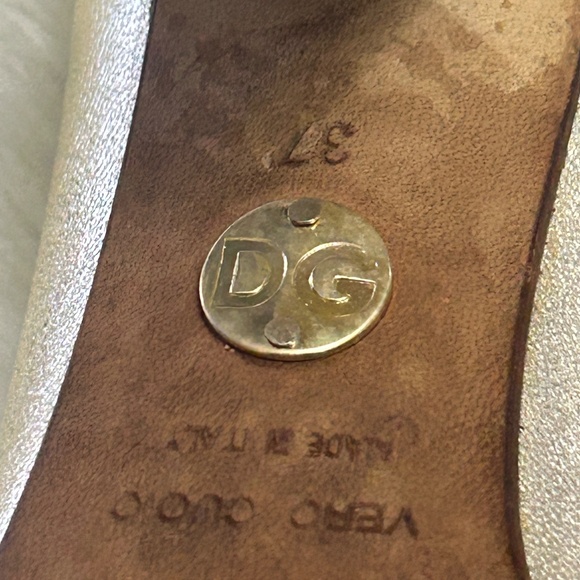 37
DG
MADE IN ITALY
VERO CUOIO